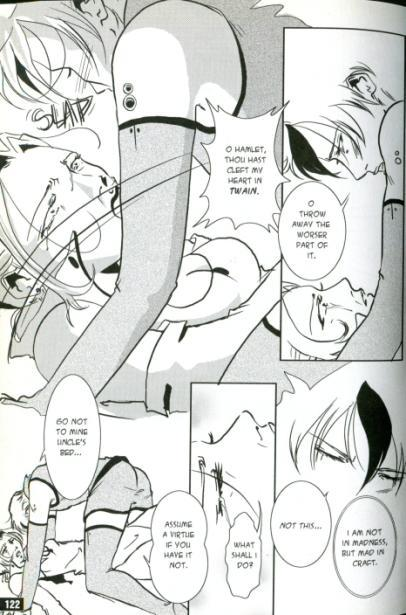 SLAP
O HAMLET,
THOU HAST
CLEFT MY
HEART IN
TWAIN.
O
THROW
AWAY THE
WORSER
PART OF
IT.
GO NOT
TO MINE
UNCLE'S
BED...
ASSUME
A VIRTUE
IF YOU
HAVE IT
NOT.
WHAT
SHALL I
DO?
NOT THIS...
I AM NOT
IN MADNESS,
BUT MAD IN
CRAFT.
122